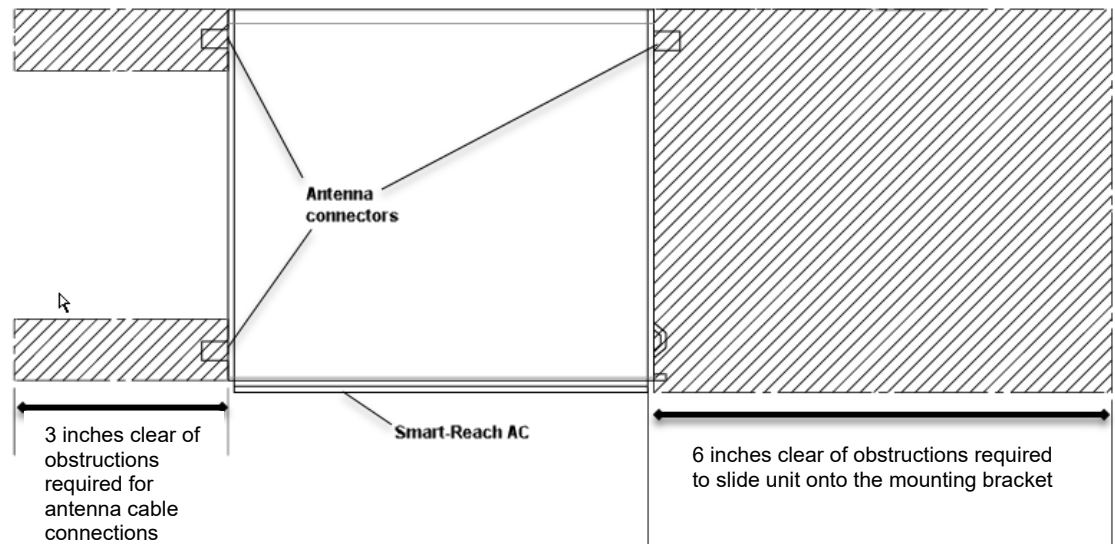 Antenna
connectors
Smart-Reach AC
3 inches clear of
obstructions
required for
antenna cable
connections
6 inches clear of obstructions required
to slide unit onto the mounting bracket